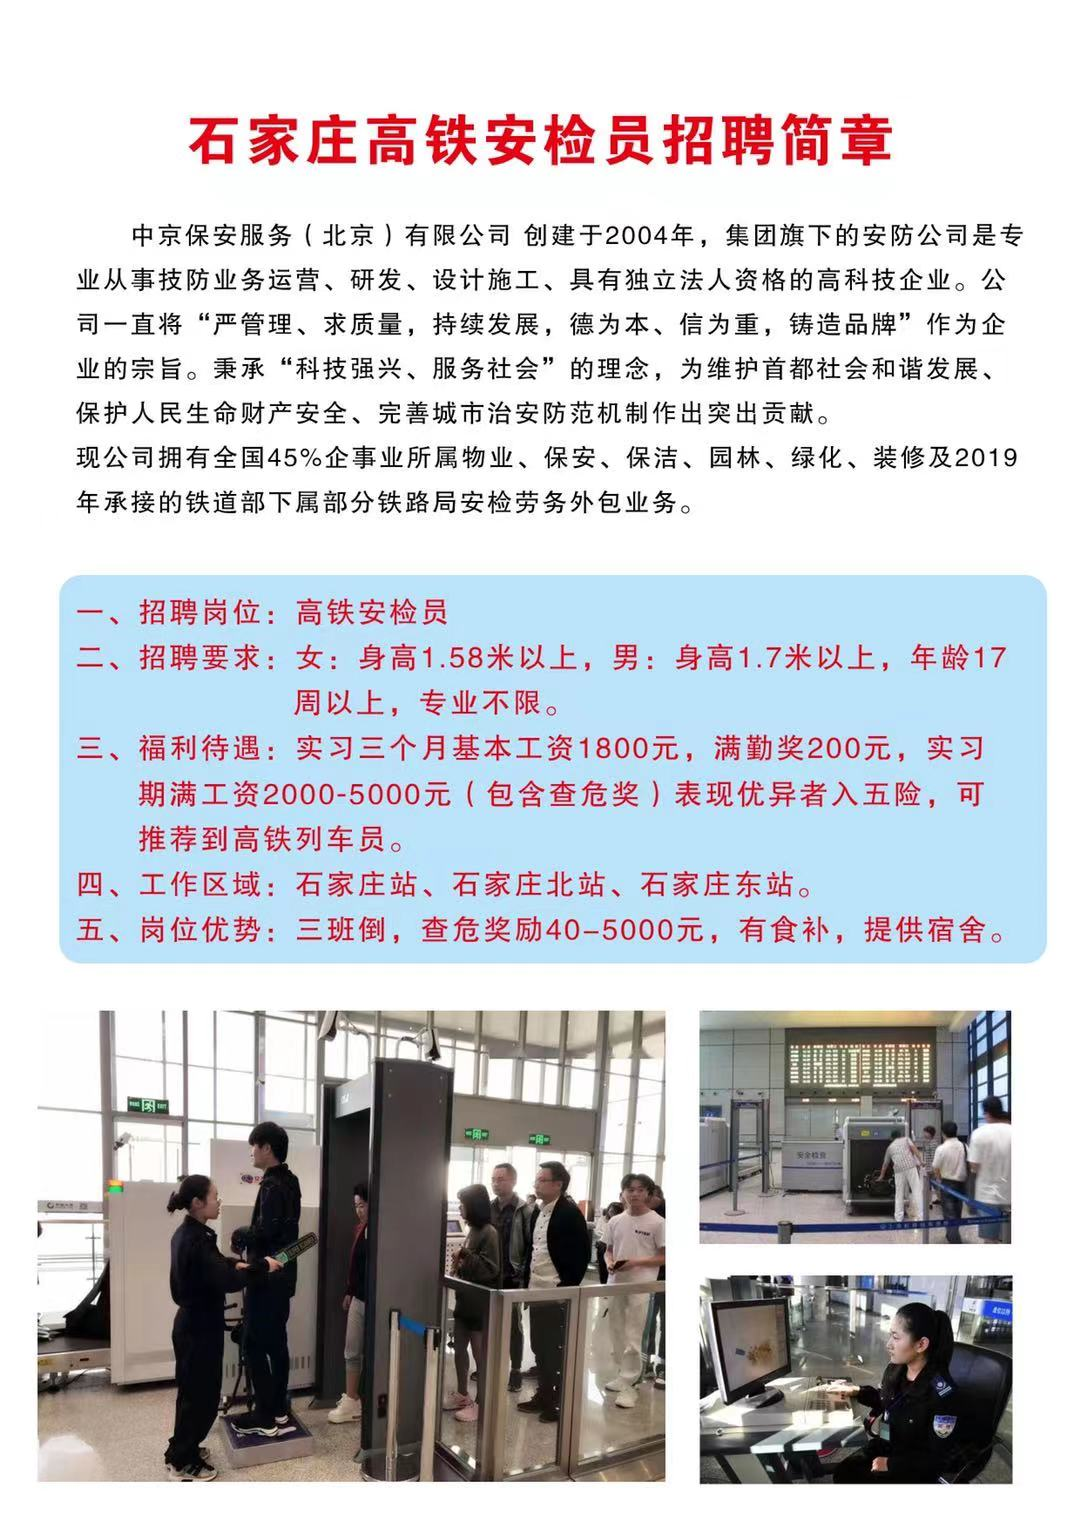 石家庄高铁安检员招聘简章
中京保安服务（北京）有限公司 创建于2004年，集团旗下的安防公司是专
业从事技防业务运营、研发、设计施工、具有独立法人资格的高科技企业。公
司一直将“严管理、求质量，持续发展，德为本、信为重，铸造品牌”作为企
业的宗旨。秉承“科技强兴、服务社会”的理念，为维护首都社会和谐发展、
保护人民生命财产安全、完善城市治安防范机制作出突出贡献。
现公司拥有全国45%企事业所属物业、保安、保洁、园林、绿化、装修及2019
年承接的铁道部下属部分铁路局安检劳务外包业务。
一、招聘岗位：高铁安检员
二、招聘要求：女：身高1.58米以上，男：身高1.7米以上，年龄17
周以上，专业不限。
三、福利待遇：实习三个月基本工资1800元，满勤奖200元，实习
期满工资2000-5000元（包含查危奖）表现优异者入五险，可
推荐到高铁列车员。
四、工作区域：石家庄站、石家庄北站、石家庄东站。
五、岗位优势：三班倒，查危奖励40-5000元，有食补，提供宿舍。
EXIT
安全检查